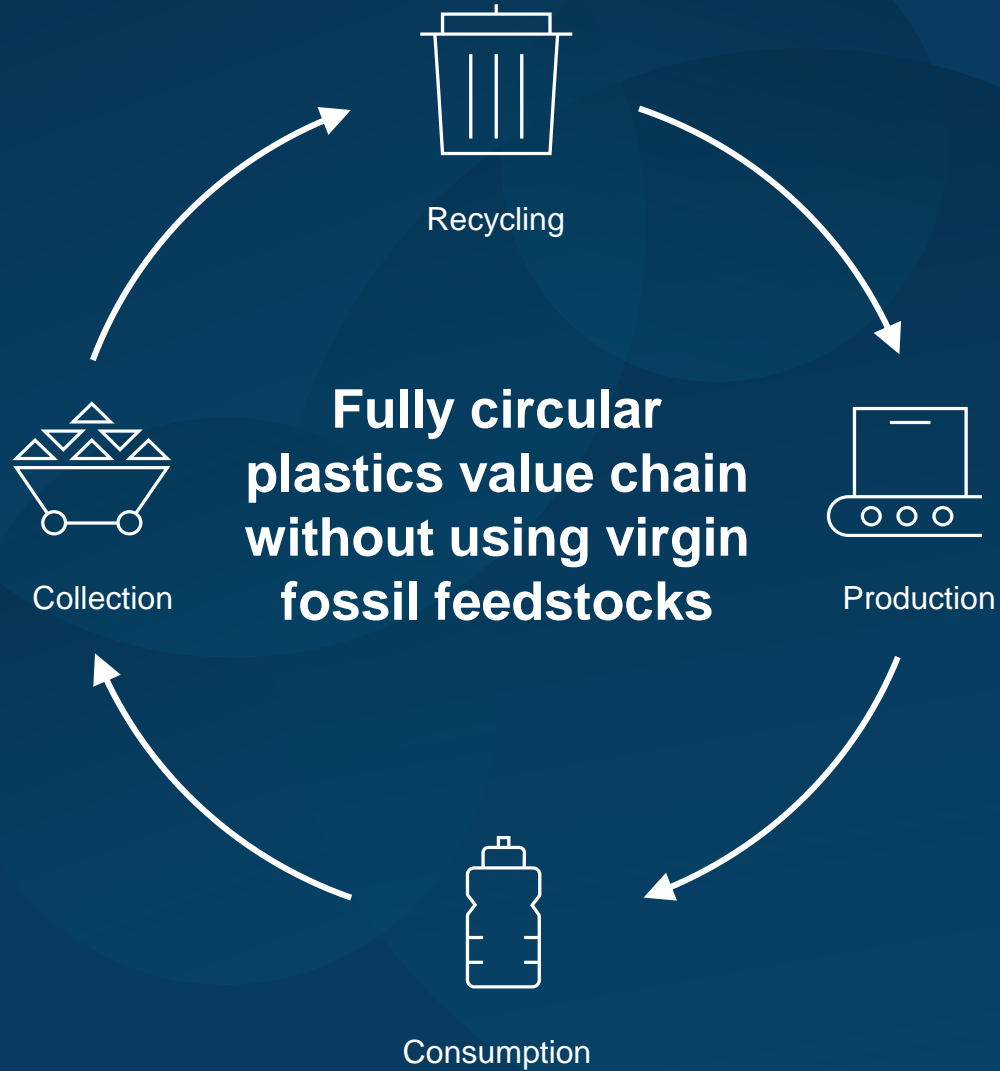 Recycling
Fully circular
plastics value chain
without using virgin
fossil feedstocks
Collection
Production
Consumption